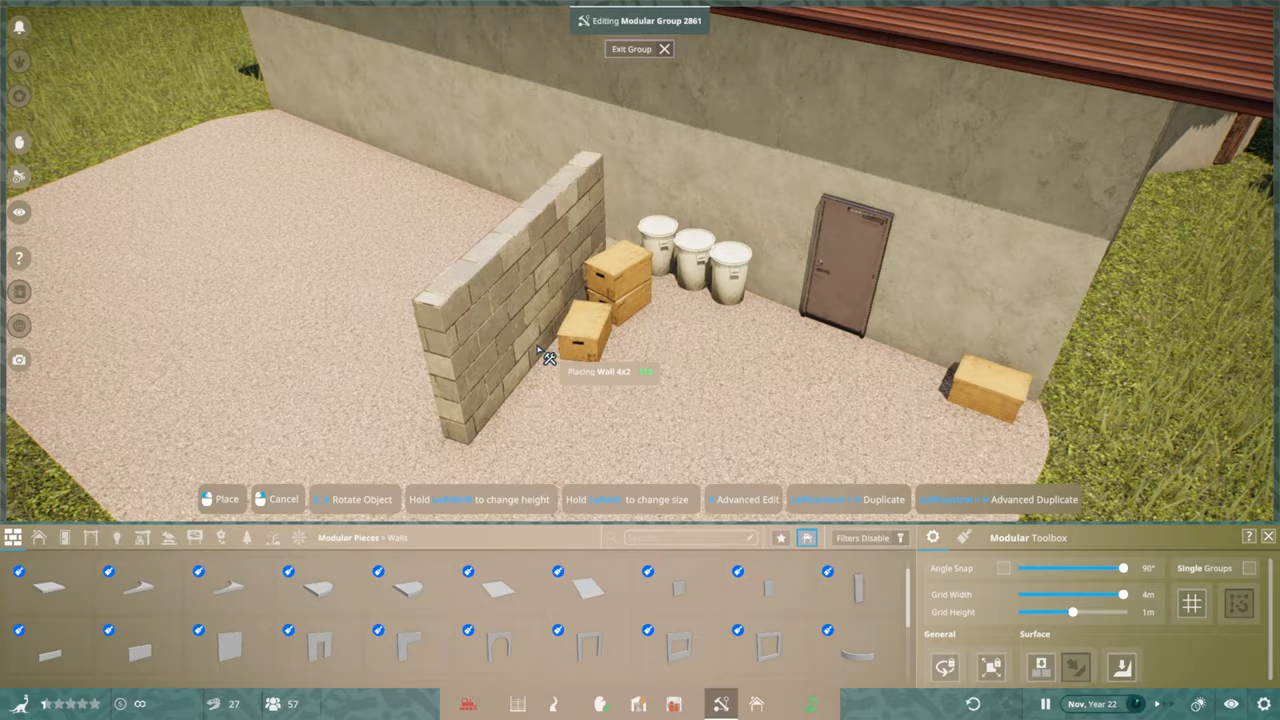 Editing Modular Group 2861
Exit Group
Placing Wall 4x2
Place
Cancel
Rotate Object
Hold to change height
Hold to change size
Advanced Edit
Duplicate
Advanced Duplicate
Modular Pieces > Walls
Filters Disable
Modular Toolbox
?
Angle Snap
90°
Single Groups
Grid Width
4m
Grid Height
1m
General
Surface
27
57
Nov, Year 22